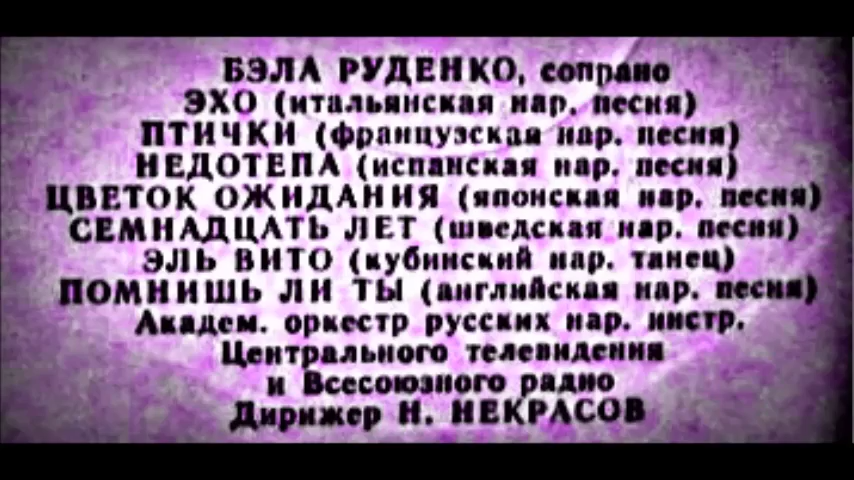 БЭЛА РУДЕНКО, сопрано
ЭХО (итальянская нар. песня)
ПТИЧКИ (французская нар. песня)
НЕДОТЕПА (испанская нар. песня)
ЦВЕТОК ОЖИДАНИЯ (японская нар. песня)
СЕМНАДЦАТЬ ЛЕТ (шведская нар. песня)
ЭЛЬ ВИТО (кубинский нар. танец)
ПОМНИШЬ ЛИ ТЫ (английская нар. песня)
Академ. оркестр русских нар. инстр.
Центрального телевидения
и Всесоюзного радио
Дирижер Н. НЕКРАСОВ